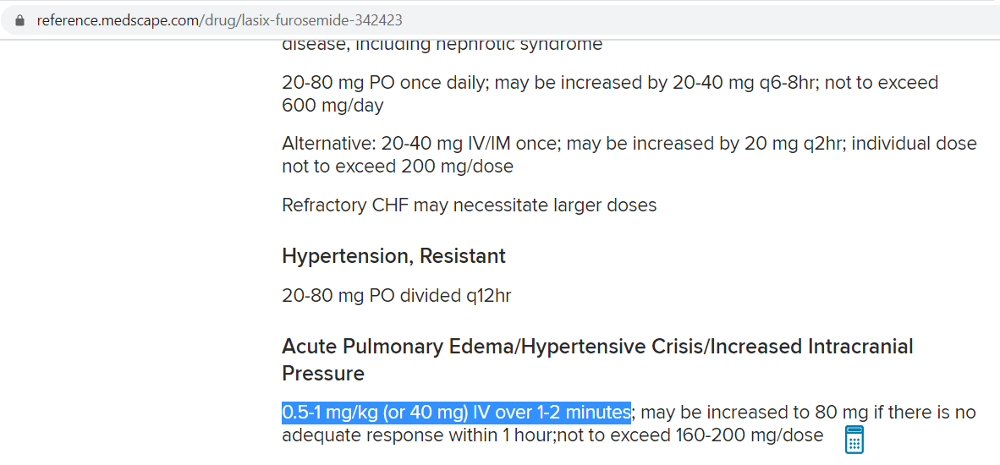 reference.medscape.com/drug/lasix-furosemide-342423
disease, including nephrotic syndrome
20-80 mg PO once daily; may be increased by 20-40 mg q6-8hr; not to exceed
600 mg/day
Alternative: 20-40 mg IV/IM once; may be increased by 20 mg q2hr; individual dose
not to exceed 200 mg/dose
Refractory CHF may necessitate larger doses
Hypertension, Resistant
20-80 mg PO divided q12hr
Acute Pulmonary Edema/Hypertensive Crisis/Increased Intracranial
Pressure
0.5-1 mg/kg (or 40 mg) IV over 1-2 minutes; may be increased to 80 mg if there is no
adequate response within 1 hour;not to exceed 160-200 mg/dose